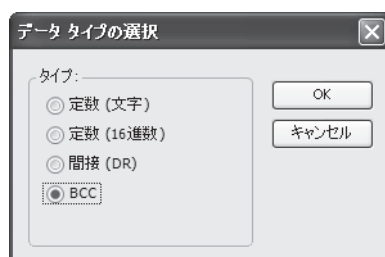 データ タイプの選択
タイプ:
定数 (文字)
定数 (16進数)
間接 (DR)
BCC
OK
キャンセル